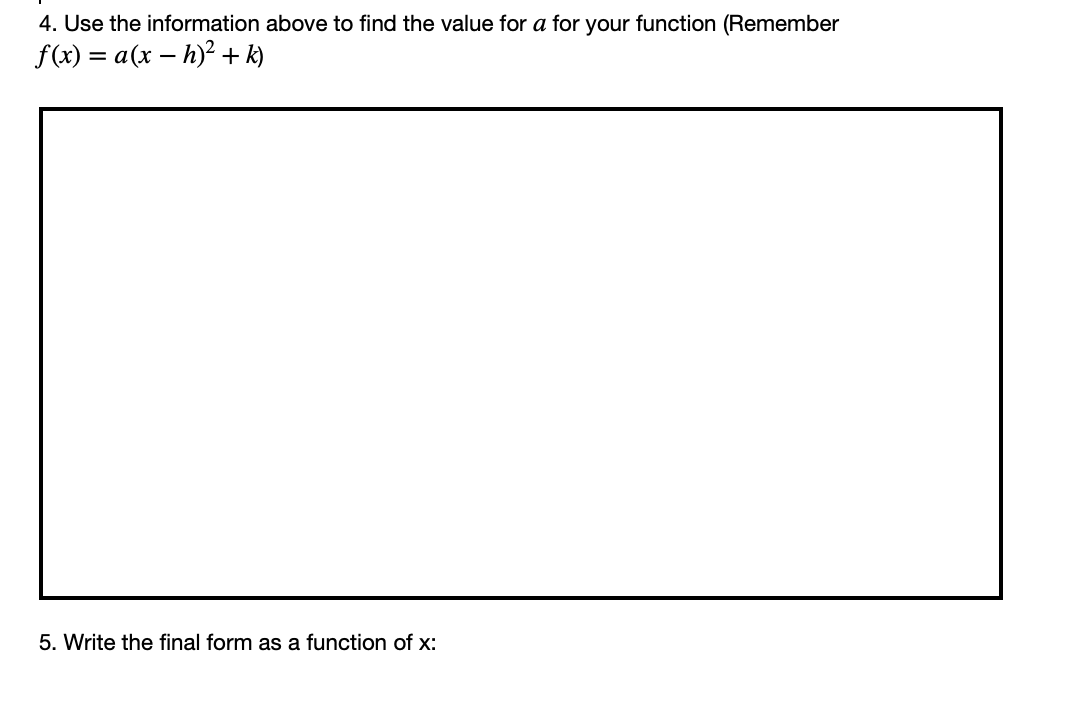 4. Use the information above to find the value for a for your function (Remember
f(x) = a(x − h)² + k)
5. Write the final form as a function of x: